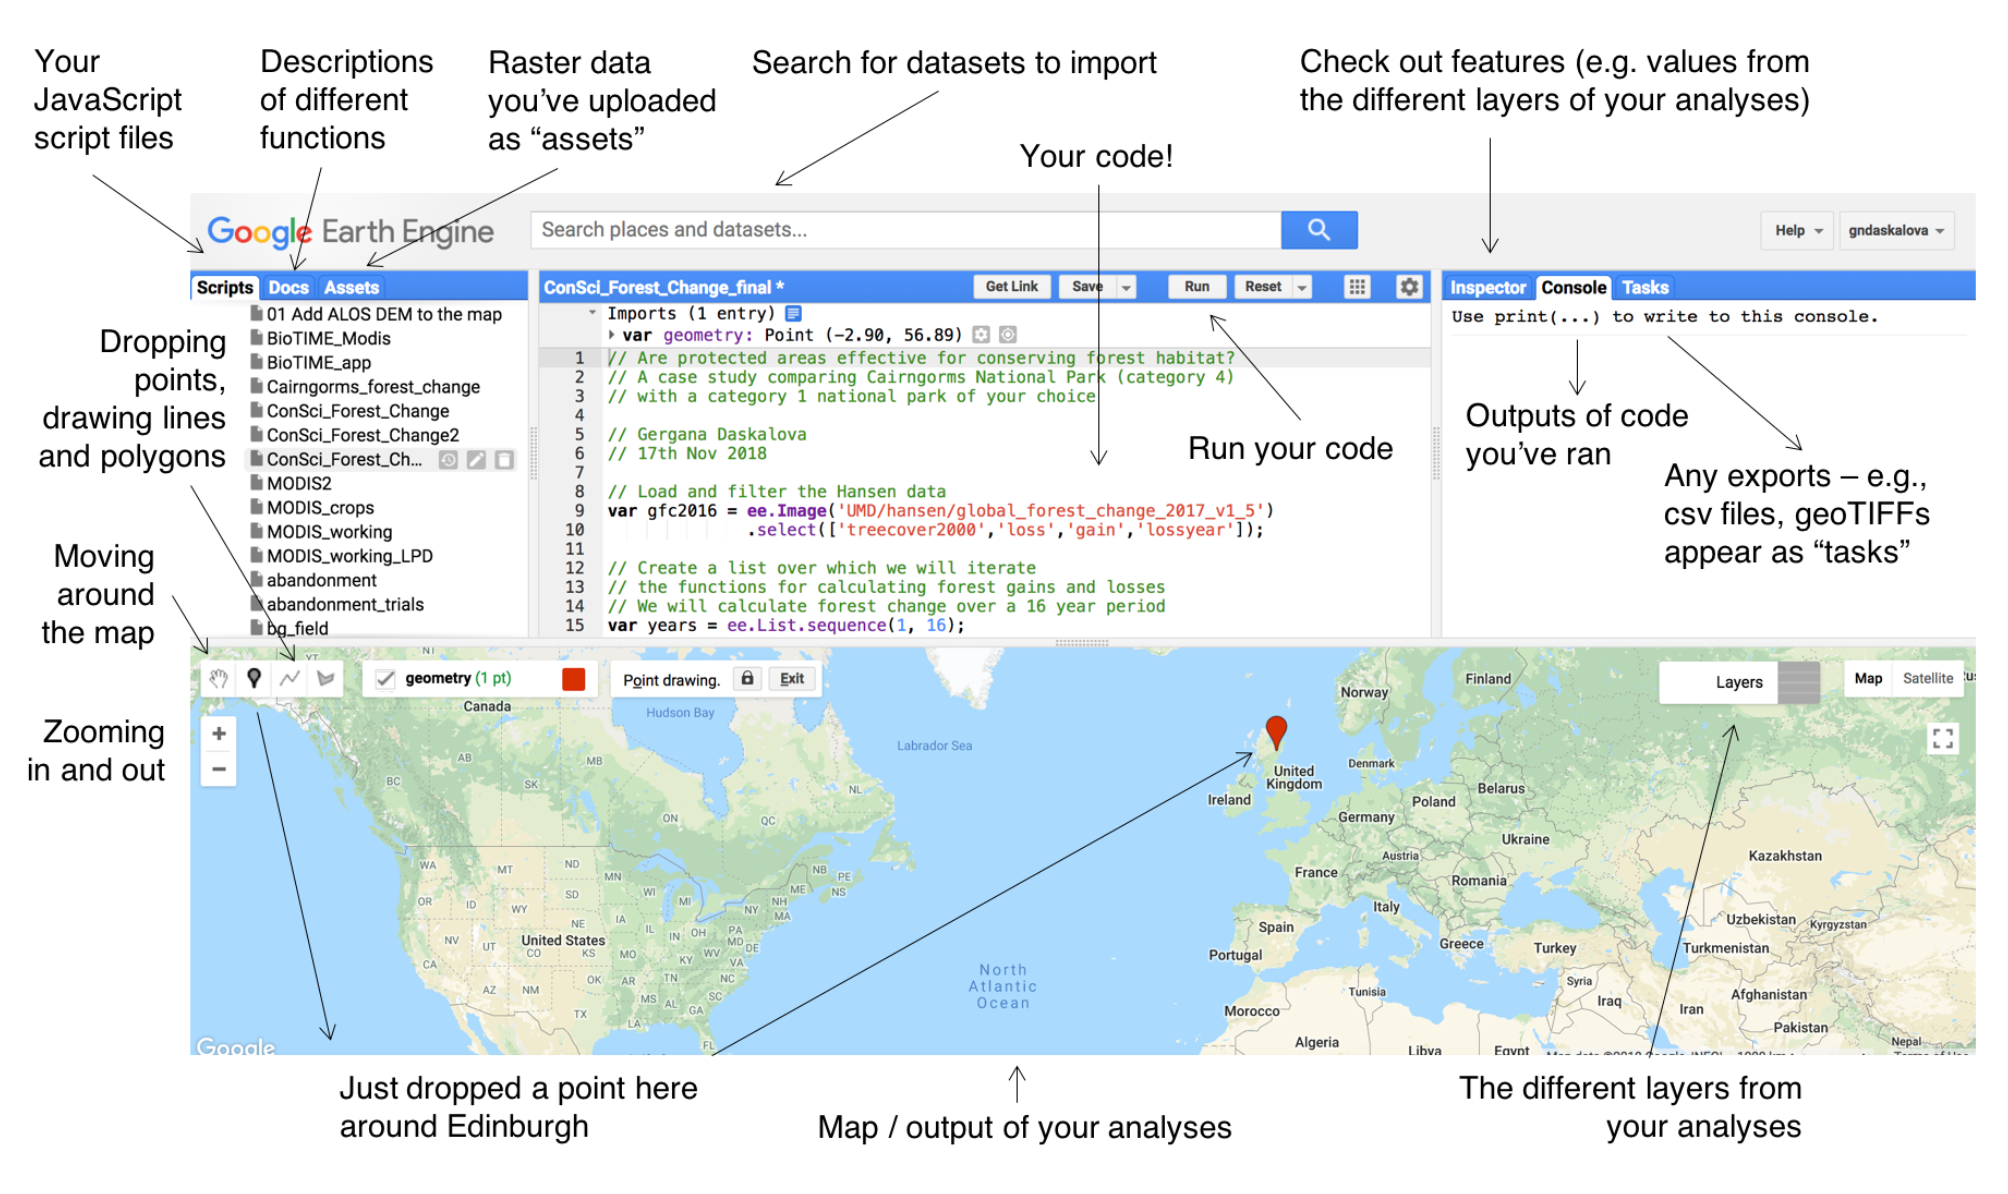 Your
JavaScript
script files
Descriptions
of different
functions
Raster data
you’ve uploaded
as “assets”
Search for datasets to import
Your code!
Check out features (e.g. values from
the different layers of your analyses)
Google Earth Engine
Search places and datasets...
Help
gndaskalova
Scripts Docs Assets
01 Add ALOS DEM to the map
BioTIME_Modis
BioTIME_app
Cairngorms_forest_change
ConSci_Forest_Change
ConSci_Forest_Change2
ConSci_Forest_Ch...
MODIS2
MODIS_crops
MODIS_working
MODIS_working_LPD
abandonment
abandonment_trials
bg_field
Dropping
points,
drawing lines
and polygons
Moving
around
the map
Zooming
in and out
ConSci_Forest_Change_final *
Get Link Save Run Reset
Imports (1 entry)
var geometry: Point (-2.90, 56.89)
1 // Are protected areas effective for conserving forest habitat?
2 // A case study comparing Cairngorms National Park (category 4)
3 // with a category 1 national park of your choice
4
5 // Gergana Daskalova
6 // 17th Nov 2018
7
8 // Load and filter the Hansen data
9 var gfc2016 = ee.Image('UMD/hansen/global_forest_change_2017_v1_5')
10 .select(['treecover2000','loss','gain','lossyear']);
11
12 // Create a list over which we will iterate
13 // the functions for calculating forest gains and losses
14 // We will calculate forest change over a 16 year period
15 var years = ee.List.sequence(1, 16);
Run your code
Inspector Console Tasks
Use print(...) to write to this console.
Outputs of code
you’ve ran
Any exports – e.g.,
csv files, geoTIFFs
appear as “tasks”
geometry (1 pt)
Point drawing.
Exit
Layers
Map Satellite
+
−
YT
NT
Canada
Hudson Bay
Labrador Sea
AB
BC
SK
MB
ON
QC
NL
NB
PE
NS
WA
MT
ND
MN
OR
ID
WY
SD
WI
MI
ME
NH
NY
MA
NE
IA
NV
UT
United States
CO
KS
IL
IN
OH
PA
MD
DE
MO
KY
WV
VA
CA
AZ
NM
OK
AR
TN
NC
MS
AL
SC
GA
TX
LA
FL
North
Atlantic
Ocean
Norway
Finland
United
Kingdom
Ireland
Denmark
Belarus
Poland
Germany
Ukraine
Austria
France
Romania
Kazakhstan
Italy
Spain
Portugal
Greece
Turkey
Uzbekistan
Kyrgyzstan
Turkmenistan
Tunisia
Syria
Iraq
Iran
Afghanistan
Morocco
Pakistan
Algeria
Libya
Egypt
Nepal
Google
Just dropped a point here
around Edinburgh
Map / output of your analyses
The different layers from
your analyses